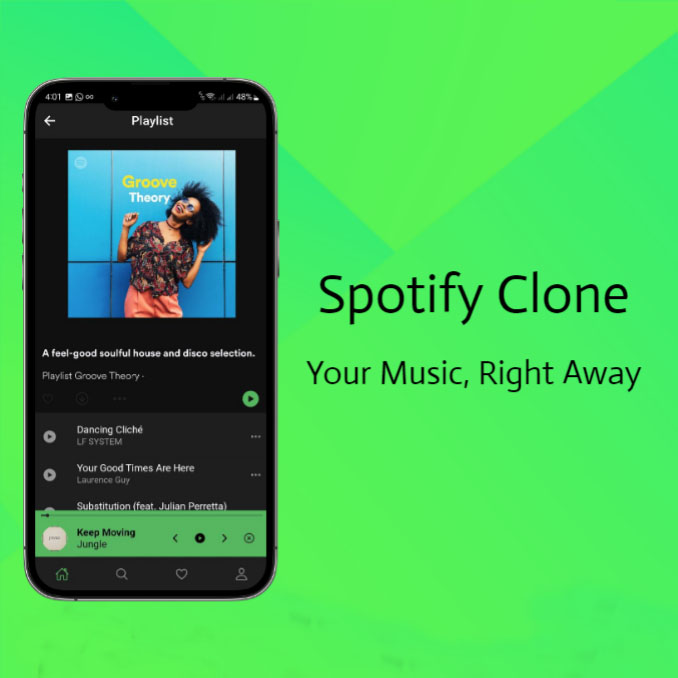 4:01
48%
Playlist
Groove
Theory
A feel-good soulful house and disco selection.
Playlist Groove Theory -
Dancing Cliché
LF SYSTEM
Your Good Times Are Here
Laurence Guy
Substitution (feat. Julian Perretta)
Keep Moving
Jungle
Spotify Clone
Your Music, Right Away